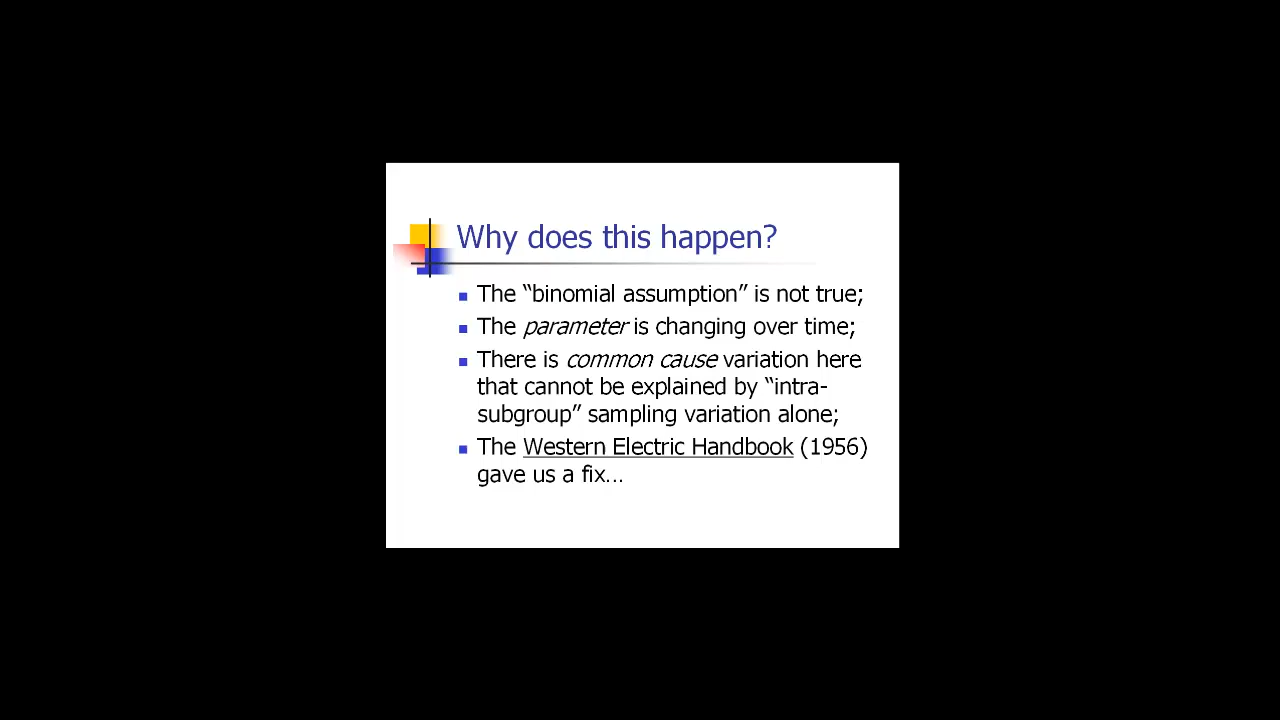 Why does this happen?
The “binomial assumption” is not true;
The parameter is changing over time;
There is common cause variation here
that cannot be explained by “intra-
subgroup” sampling variation alone;
The Western Electric Handbook (1956)
gave us a fix…